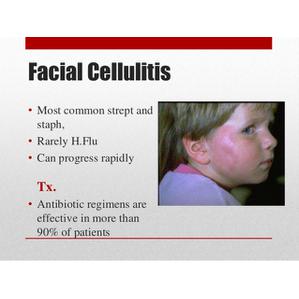 Facial Cellulitis
• Most common strept and
staph,
• Rarely H.Flu
• Can progress rapidly
Tx.
• Antibiotic regimens are
effective in more than
90% of patients